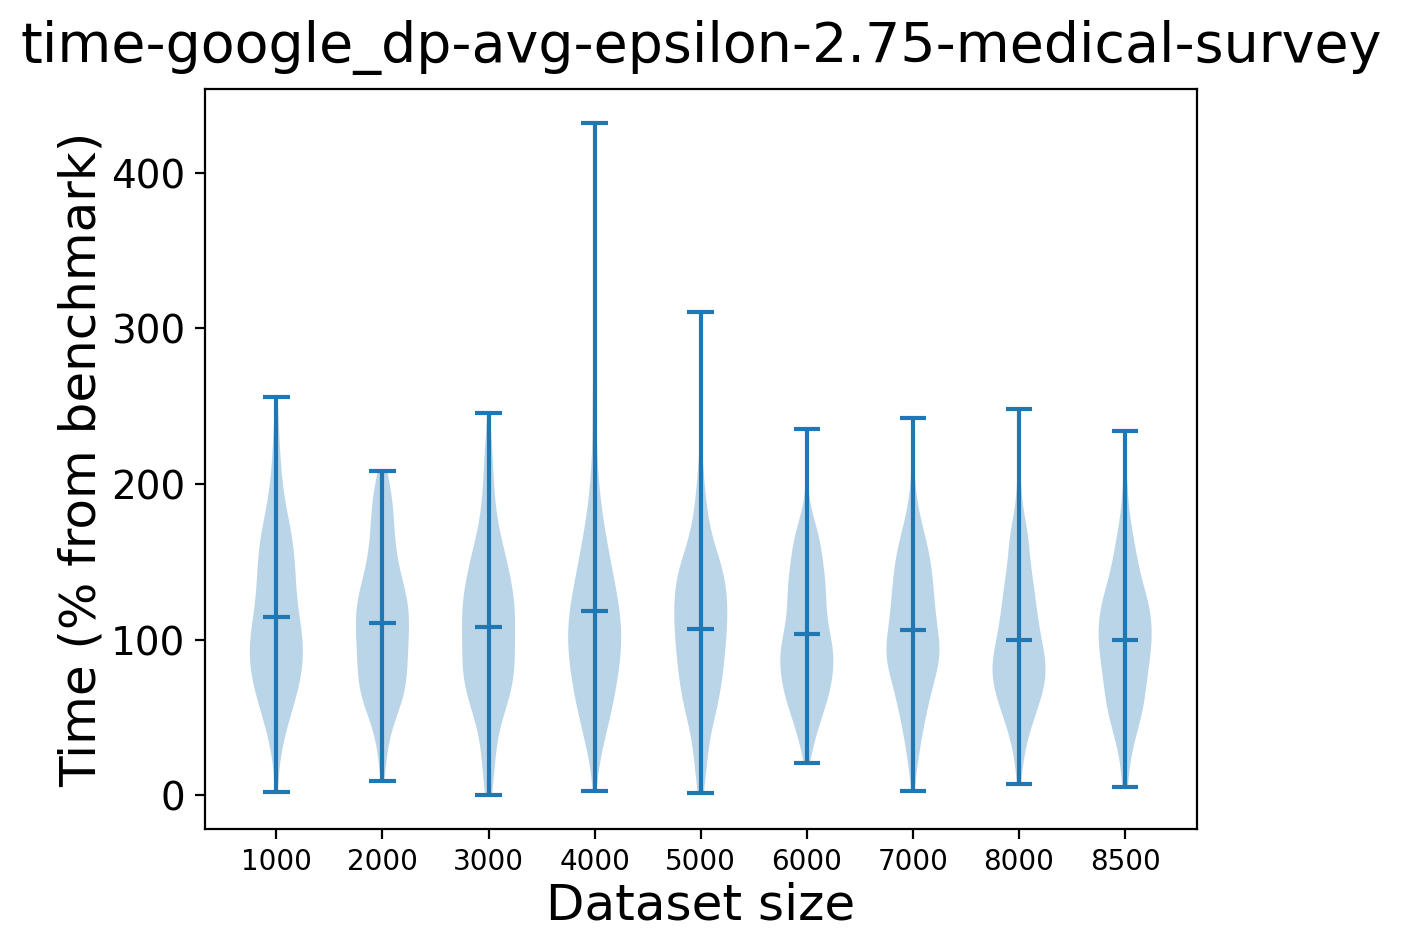 time-google_dp-avg-epsilon-2.75-medical-survey
Time (% from benchmark)
400
300
200
100
0
1000 2000 3000 4000 5000 6000 7000 8000 8500
Dataset size